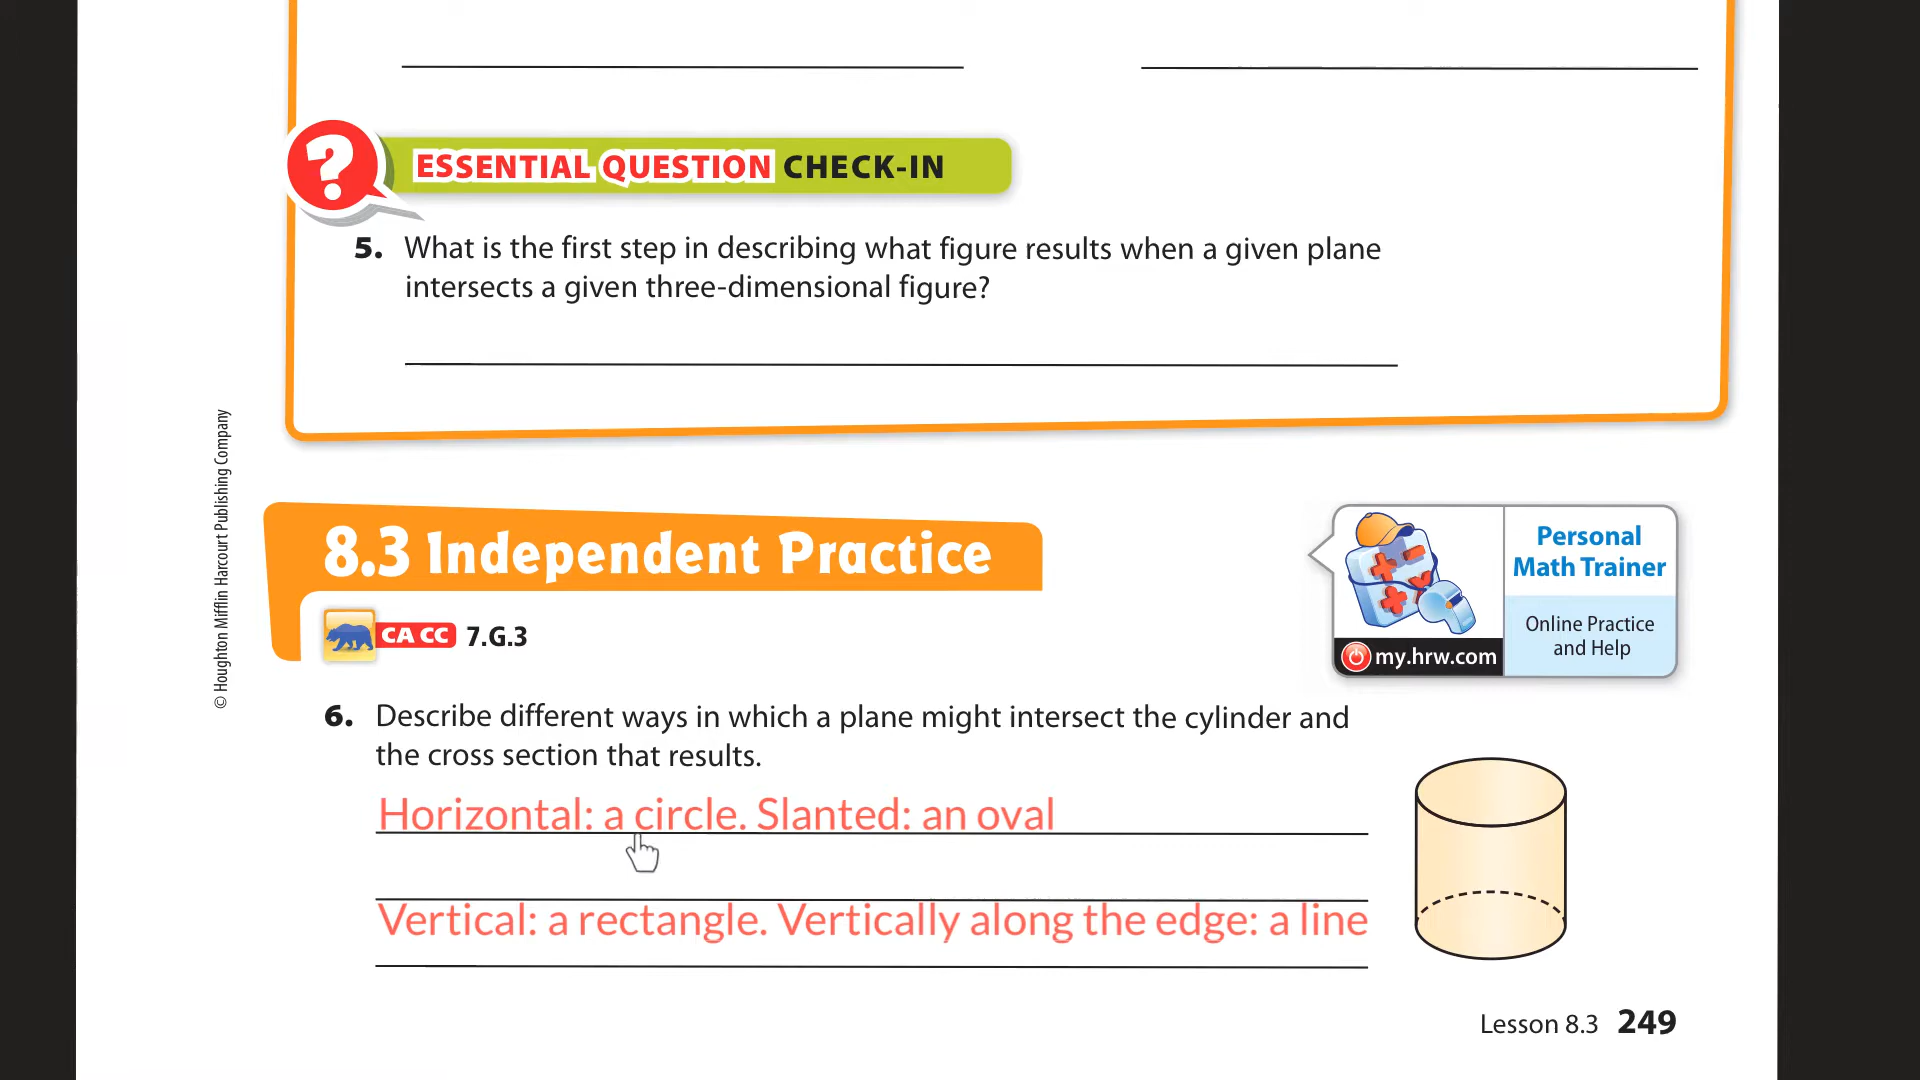 ESSENTIAL QUESTION CHECK-IN
5. What is the first step in describing what figure results when a given plane
intersects a given three-dimensional figure?
© Houghton Mifflin Harcourt Publishing Company
8.3 Independent Practice
CA CC 7.G.3
Personal
Math Trainer
Online Practice
and Help
my.hrw.com
6. Describe different ways in which a plane might intersect the cylinder and
the cross section that results.
Horizontal: a circle. Slanted: an oval
Vertical: a rectangle. Vertically along the edge: a line
Lesson 8.3 249